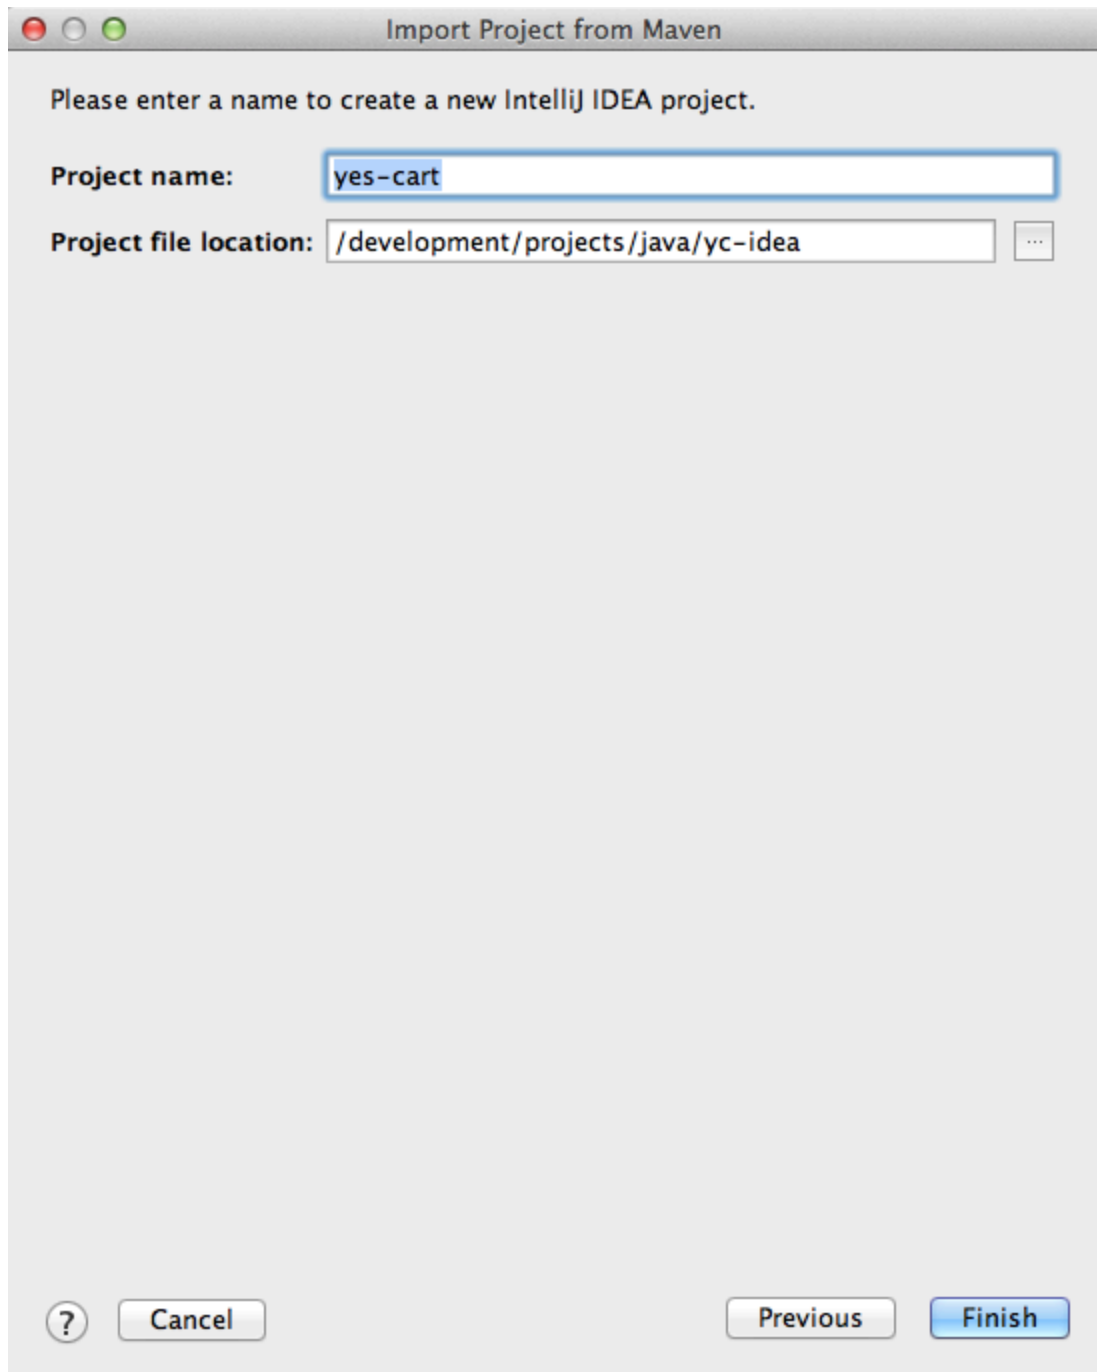 Import Project from Maven
Please enter a name to create a new IntelliJ IDEA project.
Project name: yes-cart
Project file location: /development/projects/java/yc-idea ...
? Cancel Previous Finish